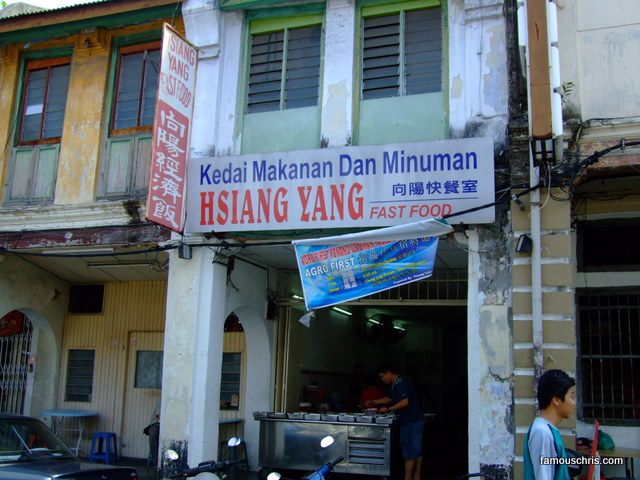 HSIANG
YANG
FAST FOOD
向陽經濟飯
Kedai Makanan Dan Minuman
HSIANG YANG
向陽快餐室
FAST FOOD
AGRO FIRST
famouschris.com